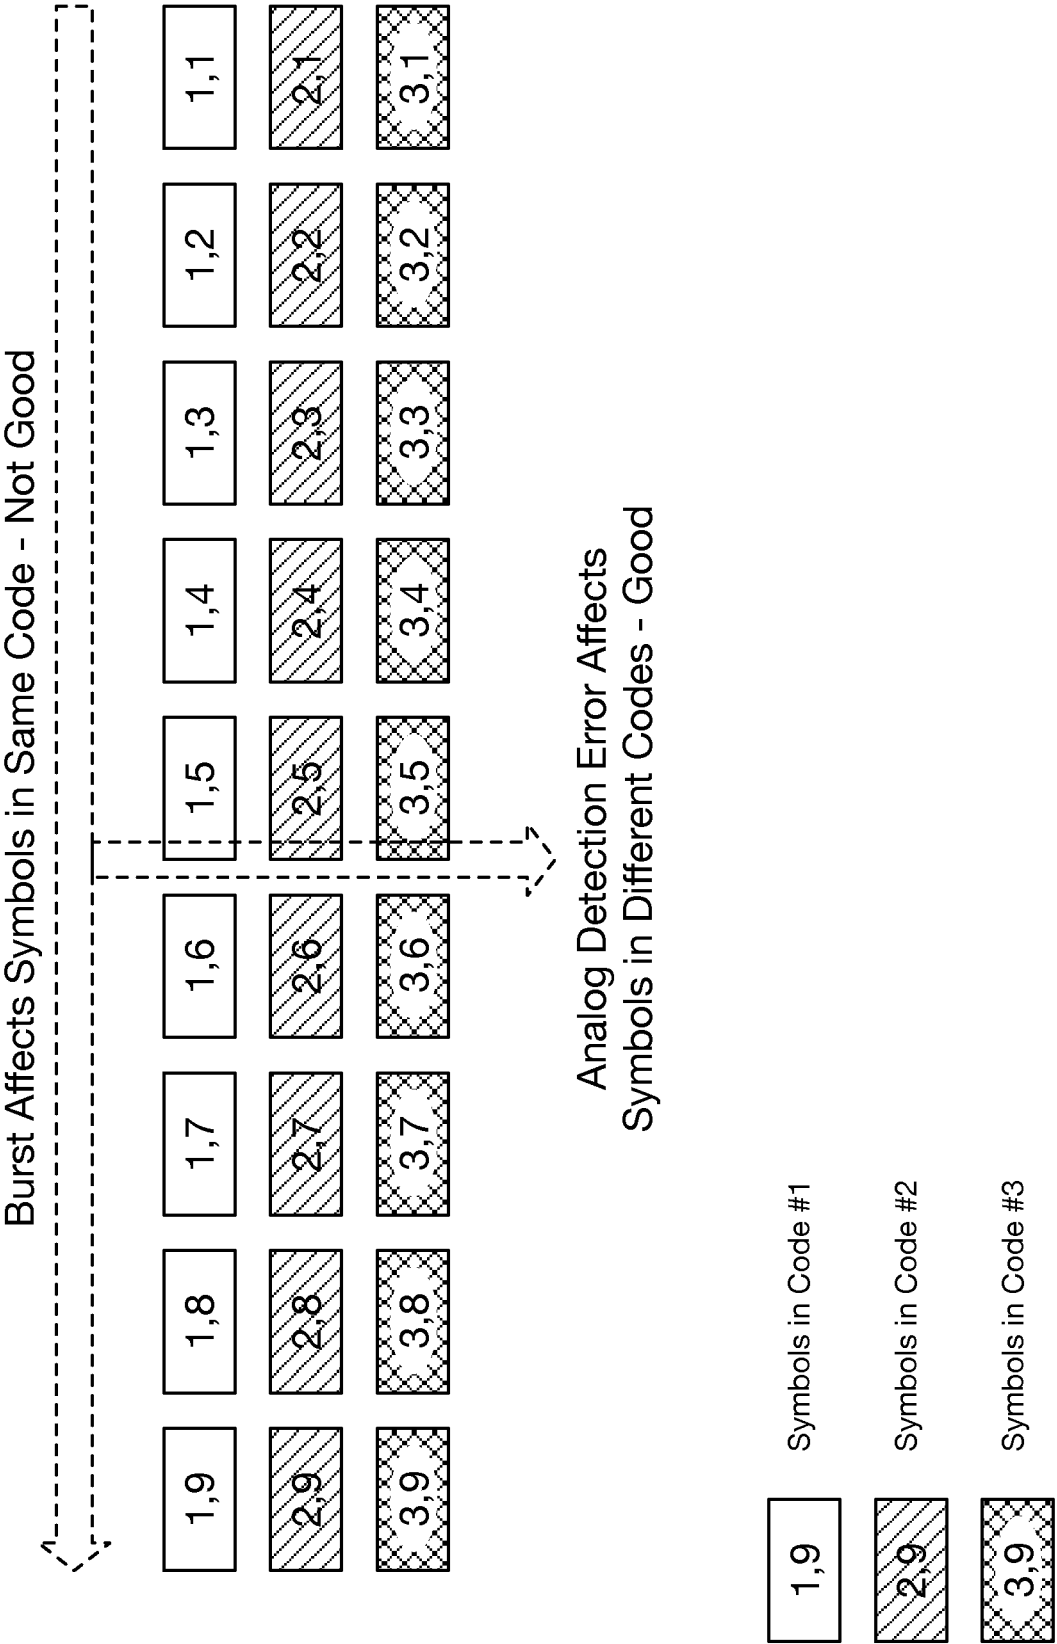 Burst Affects Symbols in Same Code - Not Good
1,9 1,8 1,7 1,6 1,5 1,4 1,3 1,2 1,1
2,9 2,8 2,7 2,6 2,5 2,4 2,3 2,2 2,1
3,9 3,8 3,7 3,6 3,5 3,4 3,3 3,2 3,1
Analog Detection Error Affects
Symbols in Different Codes - Good
1,9 Symbols in Code #1
2,9 Symbols in Code #2
3,9 Symbols in Code #3